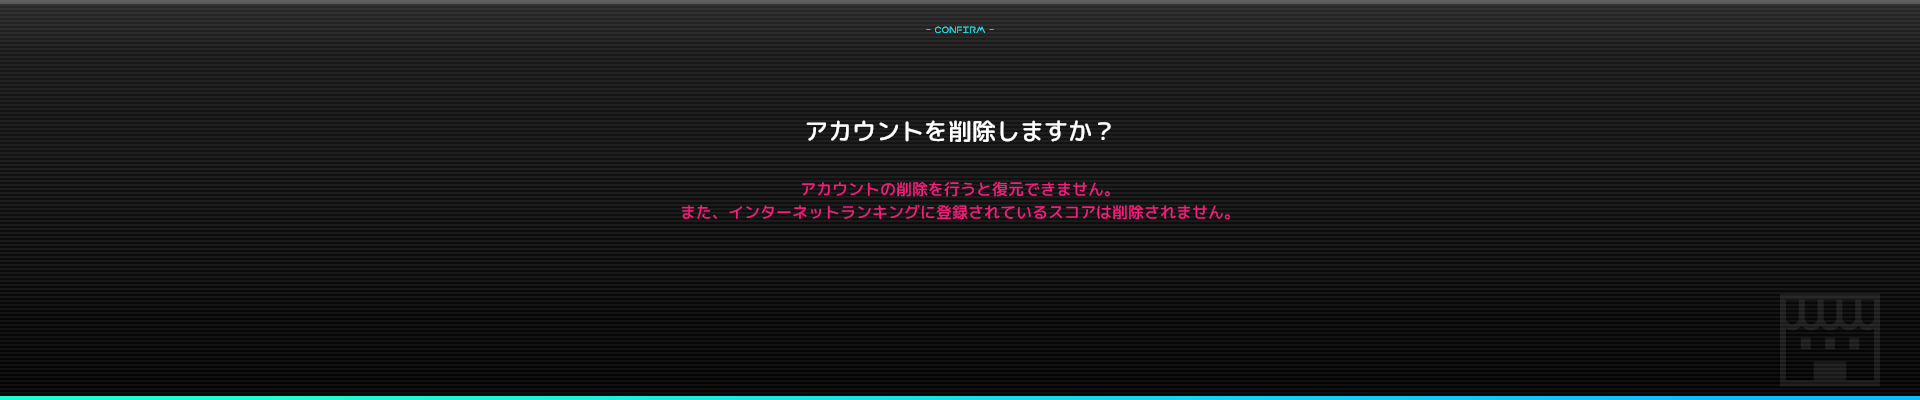 - CONFIRM -
アカウントを削除しますか？
アカウントの削除を行うと復元できません。
また、インターネットランキングに登録されているスコアは削除されません。